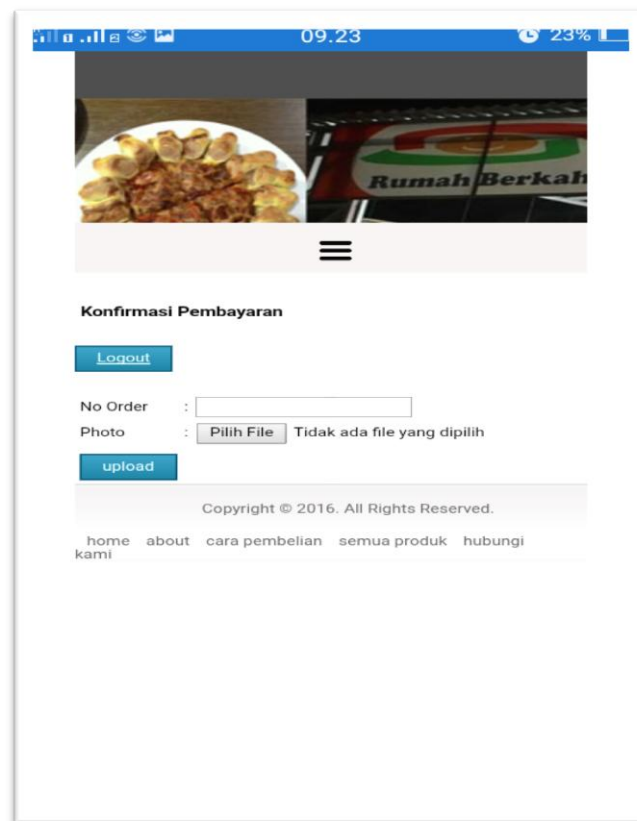 09.23 23%
Rumah Berkah
Konfirmasi Pembayaran
Logout
No Order :
Photo : Pilih File Tidak ada file yang dipilih
upload
Copyright © 2016. All Rights Reserved.
home about cara pembelian semua produk hubungi
kami